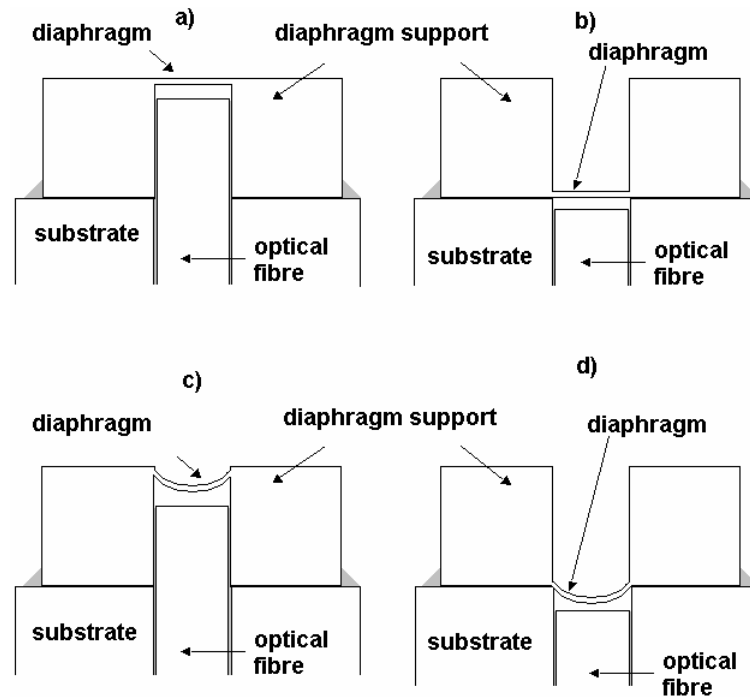 a)
diaphragm
diaphragm support
b)
diaphragm
substrate
optical
fibre
substrate
optical
fibre
c)
diaphragm
diaphragm support
d)
diaphragm
substrate
optical
fibre
substrate
optical
fibre